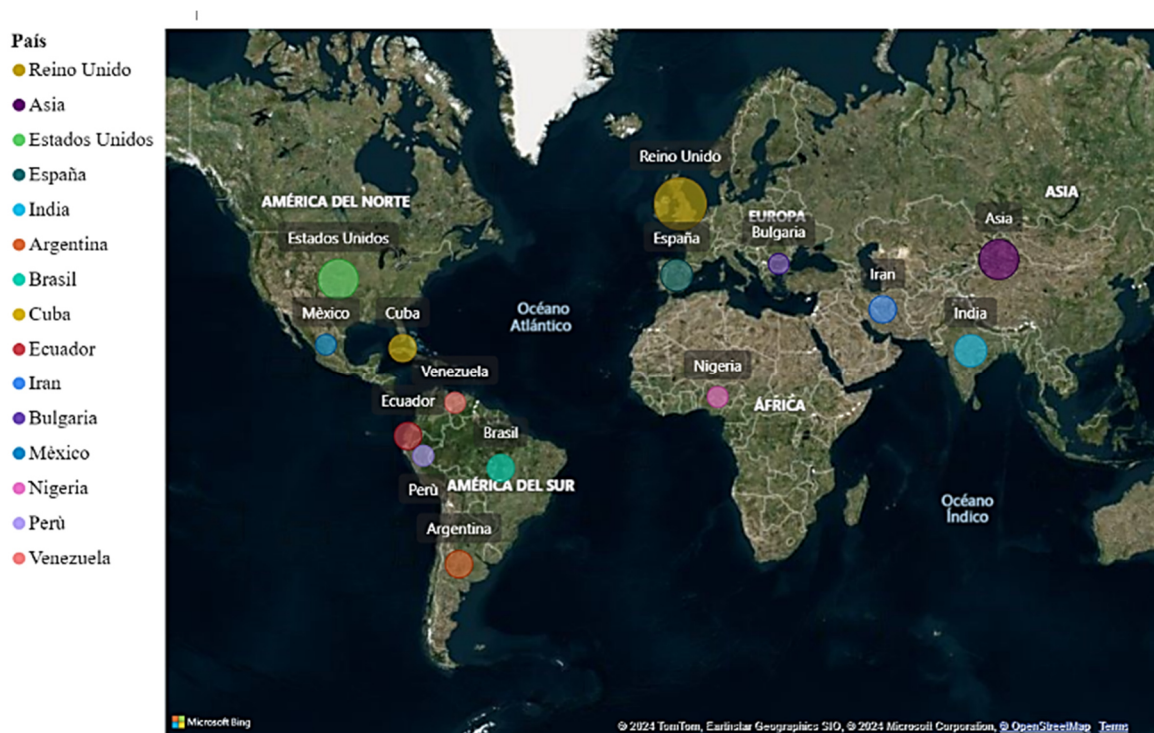 País
Reino Unido
Asia
Estados Unidos
España
India
Argentina
Brasil
Cuba
Ecuador
Iran
Bulgaria
Mèxico
Nigeria
Perù
Venezuela
Reino Unido
ASIA
AMÉRICA DEL NORTE
EUROPA
Asia
Bulgaria
Estados Unidos
España
Iran
Mèxico
Cuba
Océano
Atlántico
India
Venezuela
Nigeria
Ecuador
ÁFRICA
Brasil
Perù
AMÉRICA DEL SUR
Océano
Índico
Argentina
Microsoft Bing
© 2024 TomTom, Earthstar Geographics SIO, © 2024 Microsoft Corporation, © OpenStreetMap Terms